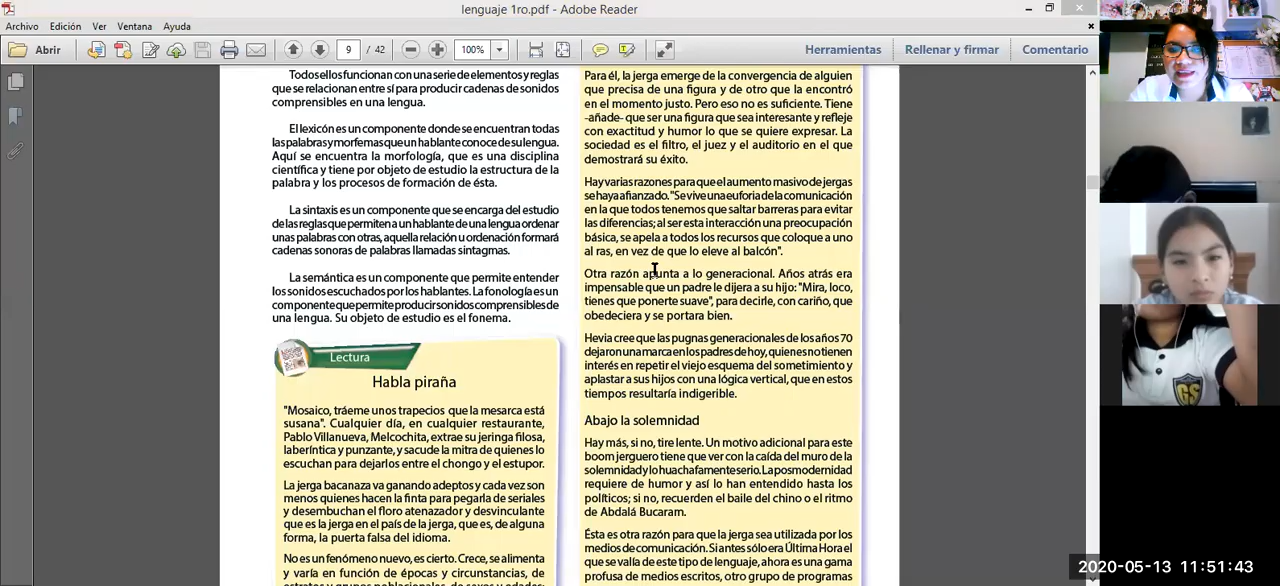 lenguaje 1ro.pdf - Adobe Reader
Archivo Edición Ver Ventana Ayuda
Abrir 9 / 42 100% Herramientas Rellenar y firmar Comentario
Todos ellos funcionan con una serie de elementos y reglas
que se relacionan entre sí para producir cadenas de sonidos
comprensibles en una lengua.
El lexicón es un componente donde se encuentran todas
las palabras y morfemas que un hablante conoce de su lengua.
Aquí se encuentra la morfología, que es una disciplina
científica y tiene por objeto de estudio la estructura de la
palabra y los procesos de formación de ésta.
La sintaxis es un componente que se encarga del estudio
de las reglas que permiten a un hablante de una lengua ordenar
unas palabras con otras, aquella relación u ordenación formará
cadenas sonoras de palabras llamadas sintagmas.
La semántica es un componente que permite entender
los sonidos escuchados por los hablantes. La fonología es un
componente que permite producir sonidos comprensibles de
una lengua. Su objeto de estudio es el fonema.
Lectura
Habla piraña
"Mosaico, tráeme unos trapecios que la mesarca está
susana". Cualquier día, en cualquier restaurante,
Pablo Villanueva, Melcochita, extrae su jeringa filosa,
laberíntica y punzante, y sacude la mitra de quienes lo
escuchan para dejarlos entre el chongo y el estupor.
La jerga bacanaza va ganando adeptos y cada vez son
menos quienes hacen la finta para pegarla de seriales
y desembuchan el floro atenazador y desvinculante
que es la jerga en el país de la jerga, que es, de alguna
forma, la puerta falsa del idioma.
No es un fenómeno nuevo, es cierto. Crece, se alimenta
y varía en función de épocas y circunstancias, de
Para él, la jerga emerge de la convergencia de alguien
que precisa de una figura y de otro que la encontró
en el momento justo. Pero eso no es suficiente. Tiene
-añade- que ser una figura que sea interesante y refleje
con exactitud y humor lo que se quiere expresar. La
sociedad es el filtro, el juez y el auditorio en el que
demostrará su éxito.
Hay varias razones para que el aumento masivo de jergas
se haya afianzado. "Se vive una euforia de la comunicación
en la que todos tenemos que saltar barreras para evitar
las diferencias; al ser esta interacción una preocupación
básica, se apela a todos los recursos que coloque a uno
al ras, en vez de que lo eleve al balcón".
Otra razón apunta a lo generacional. Años atrás era
impensable que un padre le dijera a su hijo: "Mira, loco,
tienes que ponerte suave", para decirle, con cariño, que
obedeciera y se portara bien.
Hevia cree que las pugnas generacionales de los años 70
dejaron una marca en los padres de hoy, quienes no tienen
interés en repetir el viejo esquema del sometimiento y
aplastar a sus hijos con una lógica vertical, que en estos
tiempos resultaría indigerible.
Abajo la solemnidad
Hay más, si no, tire lente. Un motivo adicional para este
boom jerguero tiene que ver con la caída del muro de la
solemnidad y lo huachafamente serio. La posmodernidad
requiere de humor y así lo han entendido hasta los
políticos; si no, recuerden el baile del chino o el ritmo
de Abdalá Bucaram.
Ésta es otra razón para que la jerga sea utilizada por los
medios de comunicación. Si antes sólo era Última Hora el
que se valía de este tipo de lenguaje, ahora es una gama
profusa de medios escritos, otro grupo de programas
GS
2020-05-13 11:51:43